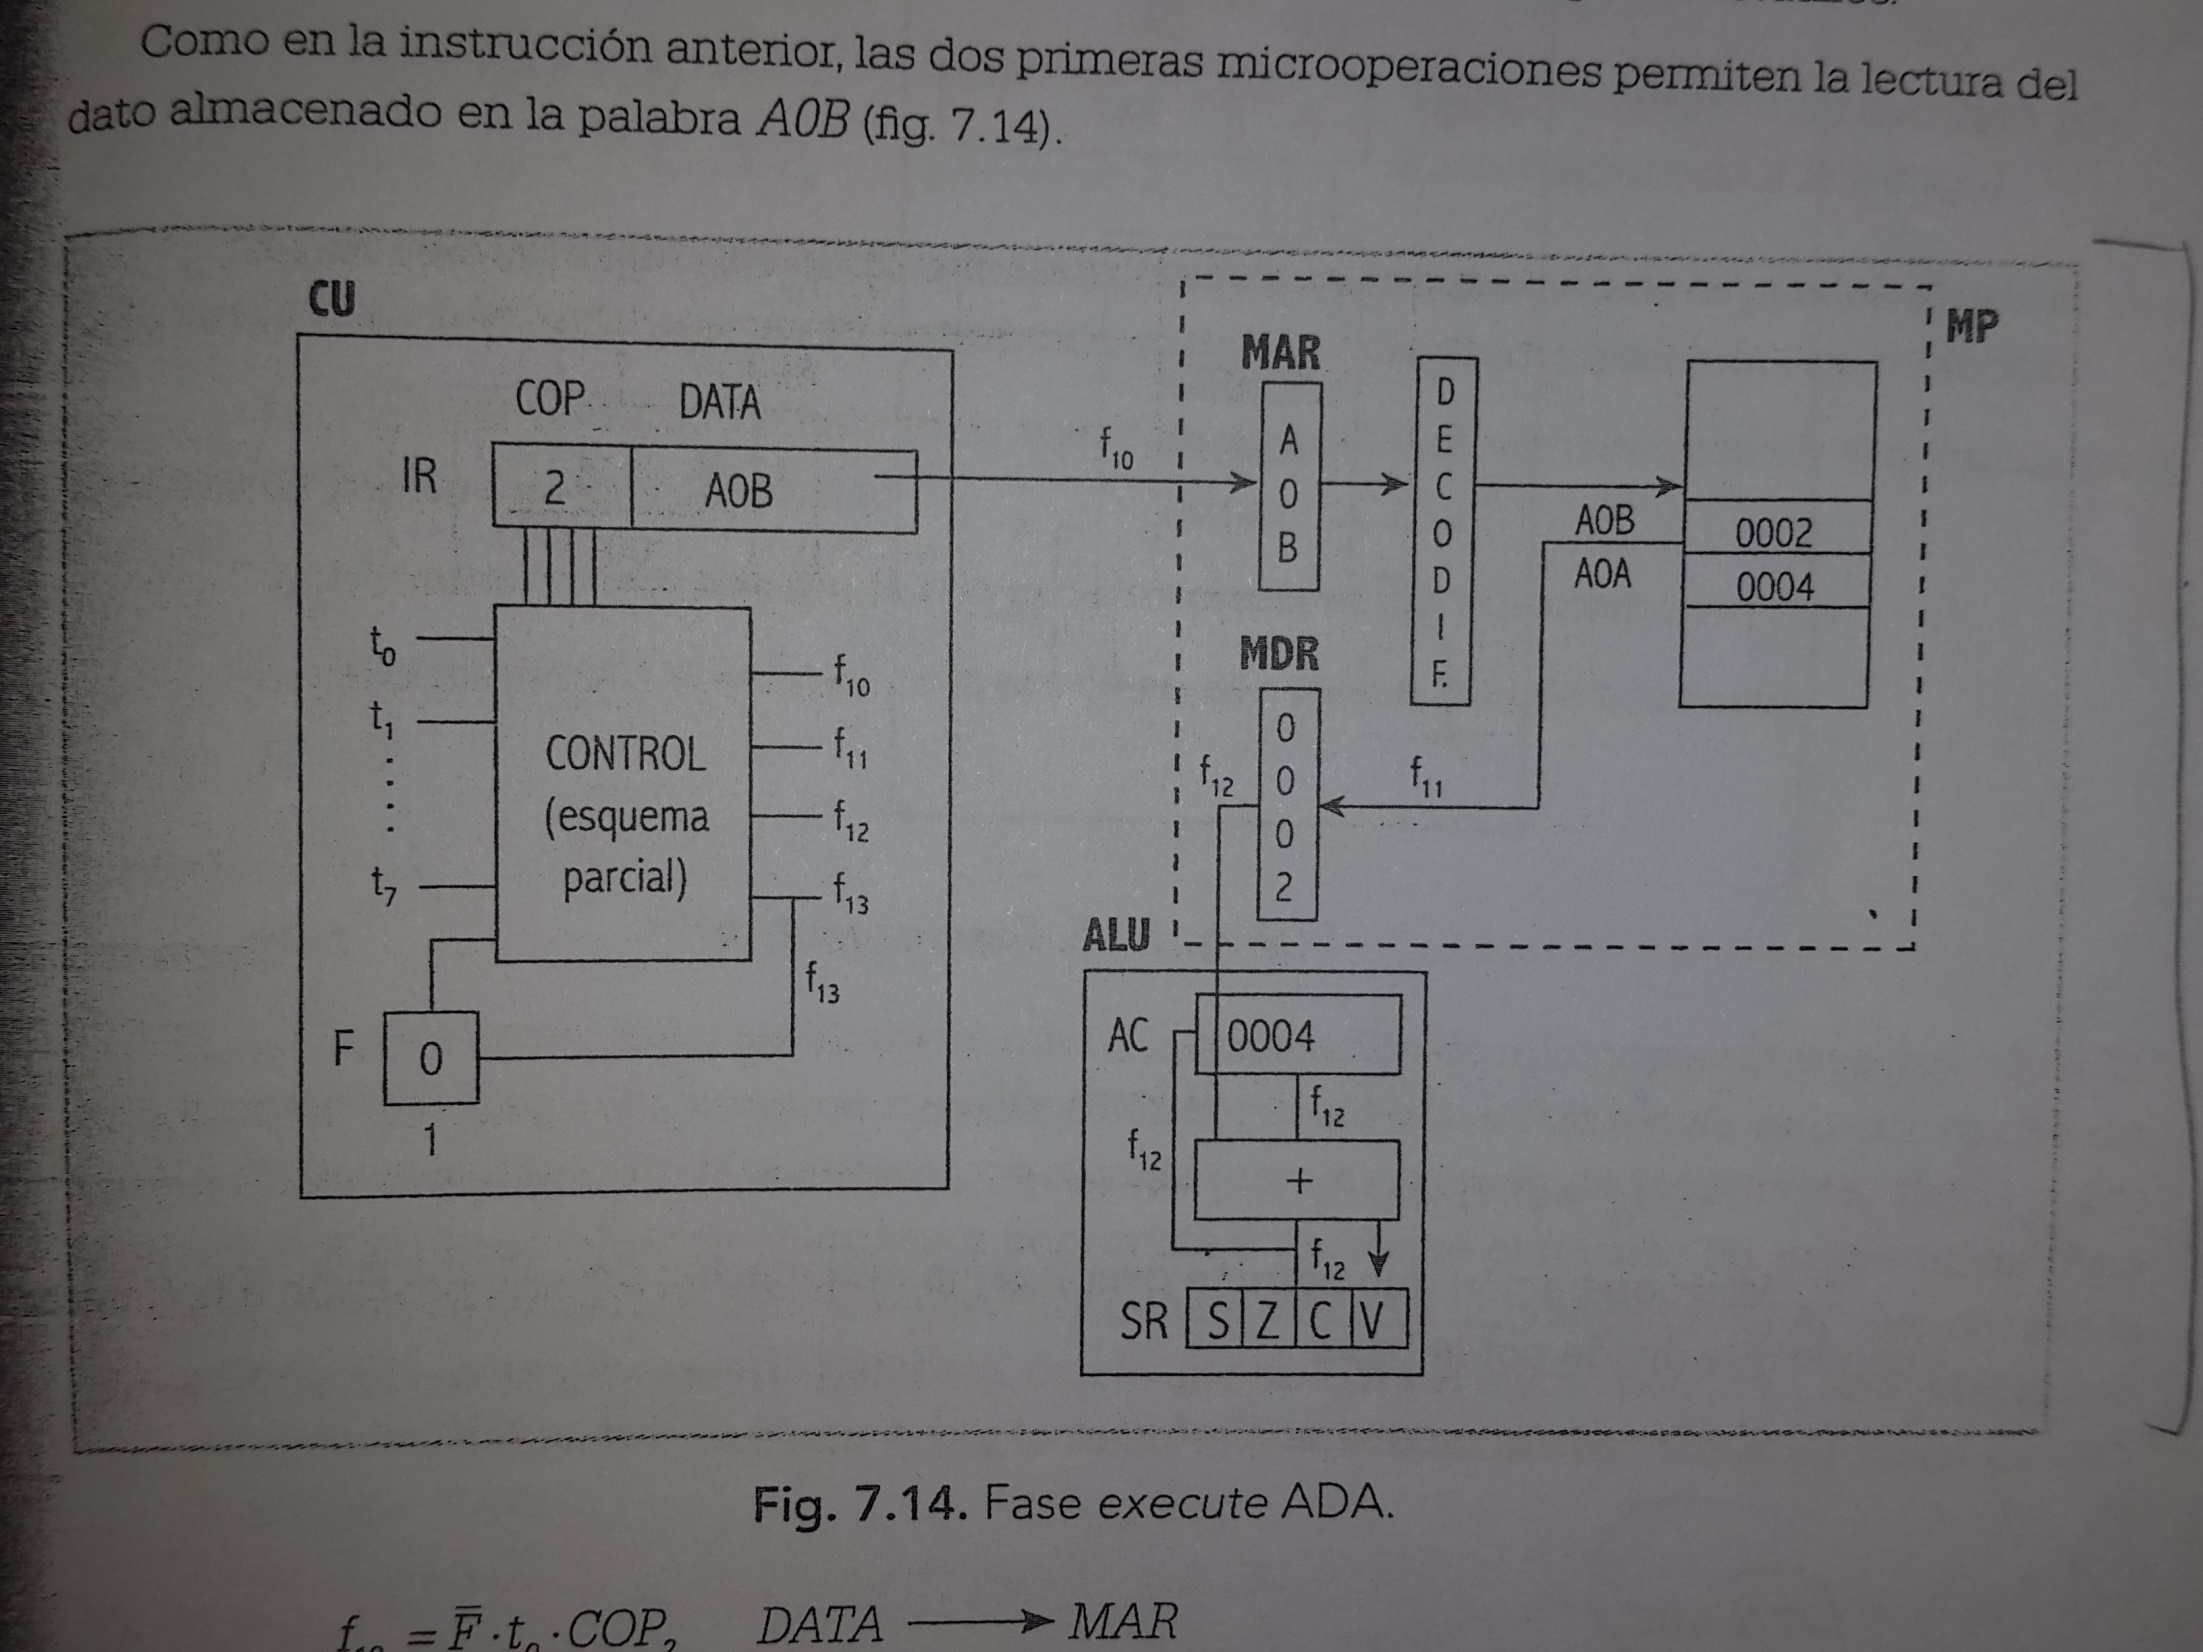 Como en la instrucción anterior, las dos primeras microoperaciones permiten la lectura del
dato almacenado en la palabra A0B (fig. 7.14).
CU
MP
COP DATA
MAR
IR 2 A0B
f10
A
0
B
D
E
C
O
D
I
F.
A0B 0002
A0A 0004
t0
t1
t7
CONTROL
(esquema
parcial)
f10
f11
f12
f13
f13
F 0
1
MDR
0
0
0
2
f12
f11
ALU
AC 0004
f12
f12
+
f12
SR S Z C V
Fig. 7.14. Fase execute ADA.
f10 = F̅ · t0 · COP2 DATA → MAR